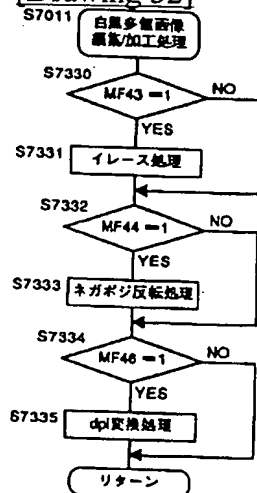 [Drawing 52]
S7011
白黒多値画像
編集/加工処理
S7330
MF43=1
NO
YES
S7331
イレース処理
S7332
MF44=1
NO
YES
S7333
ネガポジ反転処理
S7334
MF46=1
NO
YES
S7335
dpi変換処理
リターン